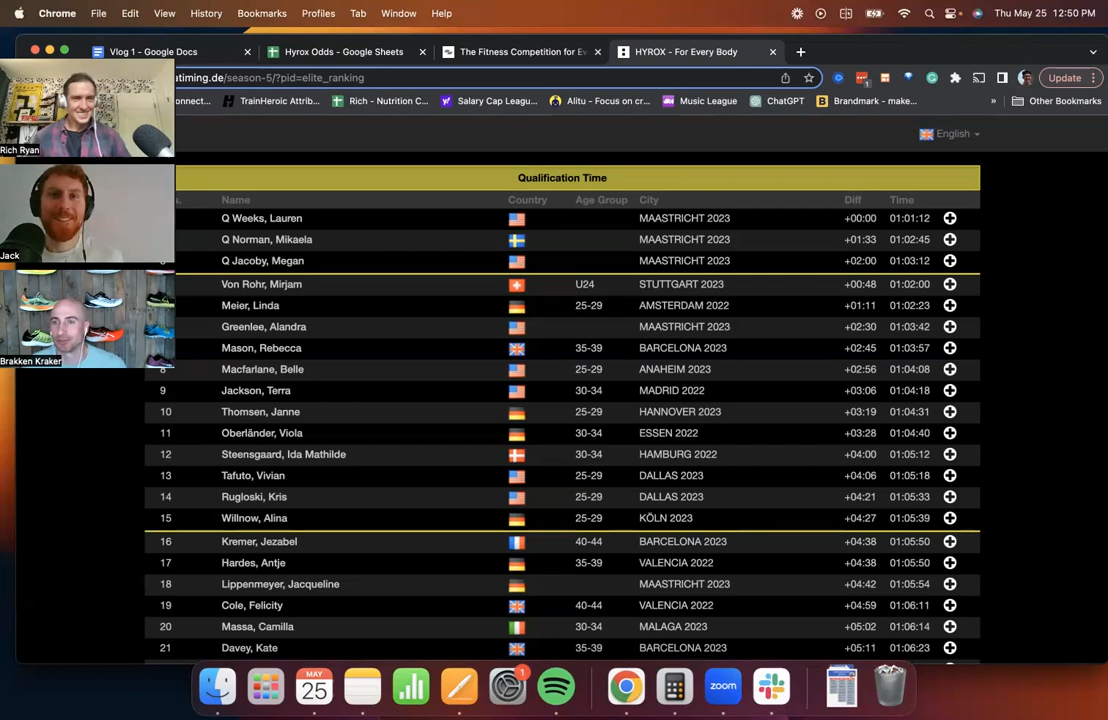 Chrome File Edit View History Bookmarks Profiles Tab Window Help Thu May 25 12:50 PM
Vlog 1 - Google Docs Hyrox Odds - Google Sheets The Fitness Competition for Ev HYROX - For Every Body
atiming.de/season-5/?pid=elite_ranking Update
onnect... TrainHeroic Attrib... Rich - Nutrition C... Salary Cap Leag... Alitu - Focus on cr... Music League ChatGPT Brandmark - make... » Other Bookmarks
English
Rich Ryan
Jack
Brakken Kraker
Qualification Time
Name Country Age Group City Diff Time
Q Weeks, Lauren MAASTRICHT 2023 +00:00 01:01:12
Q Norman, Mikaela MAASTRICHT 2023 +01:33 01:02:45
Q Jacoby, Megan MAASTRICHT 2023 +02:00 01:03:12
Von Rohr, Mirjam U24 STUTTGART 2023 +00:48 01:02:00
Meier, Linda 25-29 AMSTERDAM 2022 +01:11 01:02:23
Greenlee, Alandra MAASTRICHT 2023 +02:30 01:03:42
Mason, Rebecca 35-39 BARCELONA 2023 +02:45 01:03:57
Macfarlane, Belle 25-29 ANAHEIM 2023 +02:56 01:04:08
9 Jackson, Terra 30-34 MADRID 2022 +03:06 01:04:18
10 Thomsen, Janne 25-29 HANNOVER 2023 +03:19 01:04:31
11 Oberländer, Viola 30-34 ESSEN 2022 +03:28 01:04:40
12 Steensgaard, Ida Mathilde 30-34 HAMBURG 2022 +04:00 01:05:12
13 Tafuto, Vivian 25-29 DALLAS 2023 +04:06 01:05:18
14 Rugloski, Kris 25-29 DALLAS 2023 +04:21 01:05:33
15 Willnow, Alina 25-29 KÖLN 2023 +04:27 01:05:39
16 Kremer, Jezabel 40-44 BARCELONA 2023 +04:38 01:05:50
17 Hardes, Antje 35-39 VALENCIA 2022 +04:38 01:05:50
18 Lippenmeyer, Jacqueline MAASTRICHT 2023 +04:42 01:05:54
19 Cole, Felicity 40-44 VALENCIA 2022 +04:59 01:06:11
20 Massa, Camilla 30-34 MALAGA 2023 +05:02 01:06:14
21 Davey, Kate 35-39 BARCELONA 2023 +05:11 01:06:23
MAY
25
1
zoom